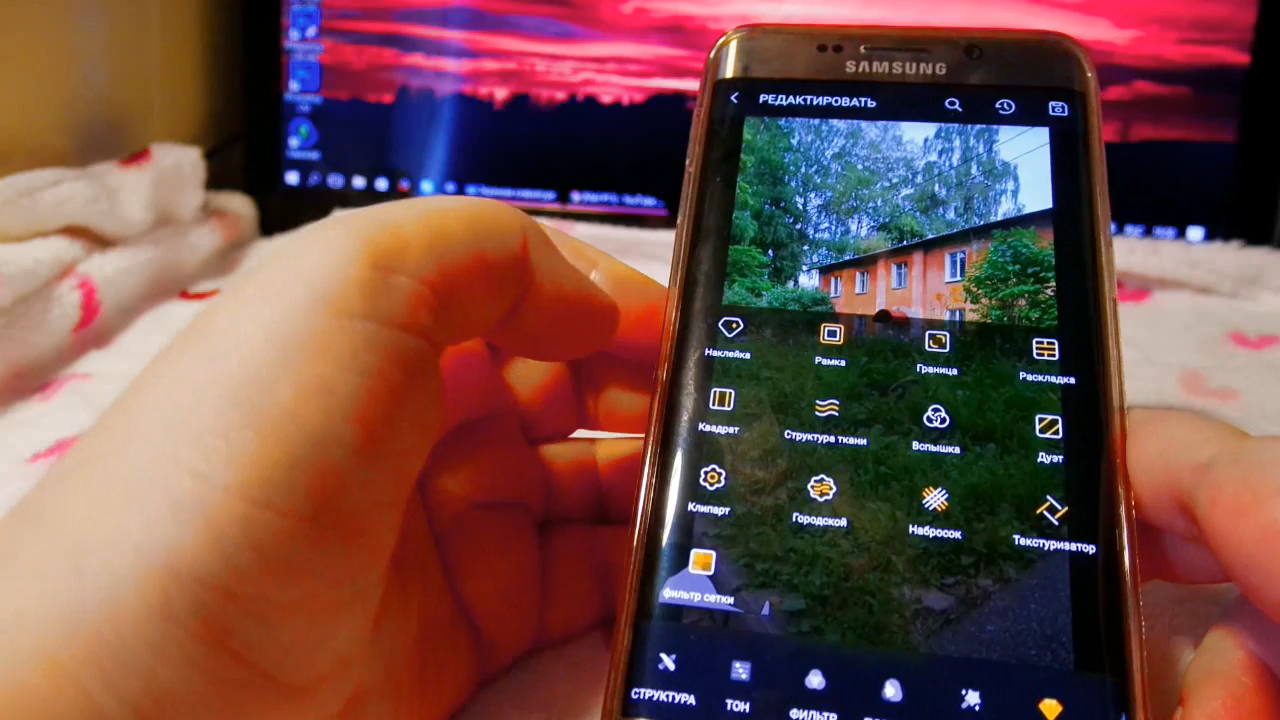 SAMSUNG
РЕДАКТИРОВАТЬ
Наклейка
Рамка
Граница
Раскладка
Квадрат
Структура ткани
Вспышка
Дуэт
Клипарт
Городской
Набросок
Текстуризатор
фильтр сетки
СТРУКТУРА
ТОН
ФИЛЬТР